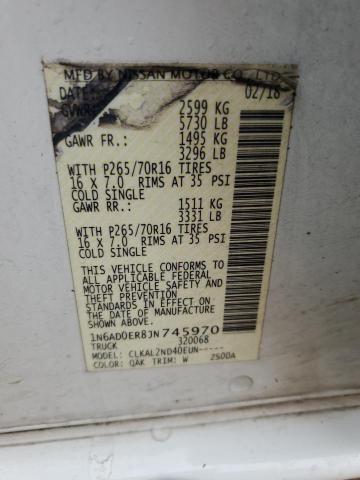 MFD BY NISSAN MOTOR CO., LTD.
DATE: 02/18
GVWR: 2599 KG
5730 LB
GAWR FR: 1495 KG
3296 LB
WITH P265/70R16 TIRES
16 X 7.0 RIMS AT 35 PSI
COLD SINGLE
GAWR RR: 1511 KG
3331 LB
WITH P265/70R16 TIRES
16 X 7.0 RIMS AT 35 PSI
COLD SINGLE
THIS VEHICLE CONFORMS TO
ALL APPLICABLE FEDERAL
MOTOR VEHICLE SAFETY AND
THEFT PREVENTION STANDARDS
IN EFFECT ON THE DATE OF
MANUFACTURE SHOWN ABOVE.
1N6AD0ER8JN745970
TRUCK 320068
MODEL: CLKAL2ND40EUN-----
COLOR: QAK TRIM: W 2500A